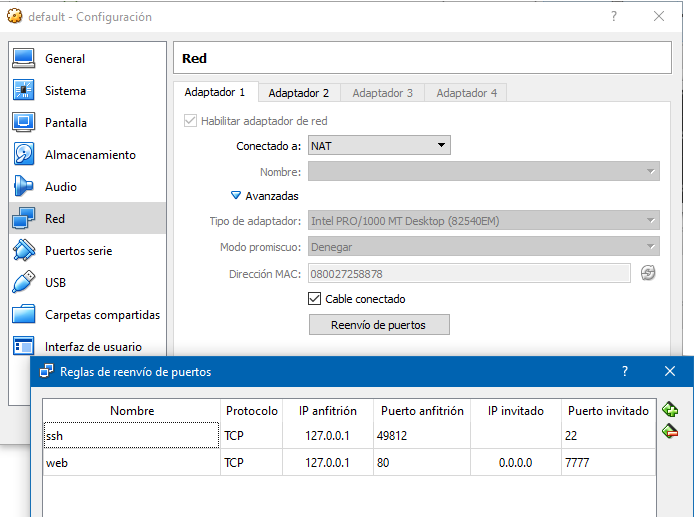 default - Configuración
General
Sistema
Pantalla
Almacenamiento
Audio
Red
Puertos serie
USB
Carpetas compartidas
Interfaz de usuario
Red
Adaptador 1 Adaptador 2 Adaptador 3 Adaptador 4
Habilitar adaptador de red
Conectado a: NAT
Nombre:
Avanzadas
Tipo de adaptador: Intel PRO/1000 MT Desktop (82540EM)
Modo promiscuo: Denegar
Dirección MAC: 080027258878
Cable conectado
Reenvío de puertos
Reglas de reenvío de puertos
Nombre Protocolo IP anfitrión Puerto anfitrión IP invitado Puerto invitado
ssh TCP 127.0.0.1 49812 22
web TCP 127.0.0.1 80 0.0.0.0 7777